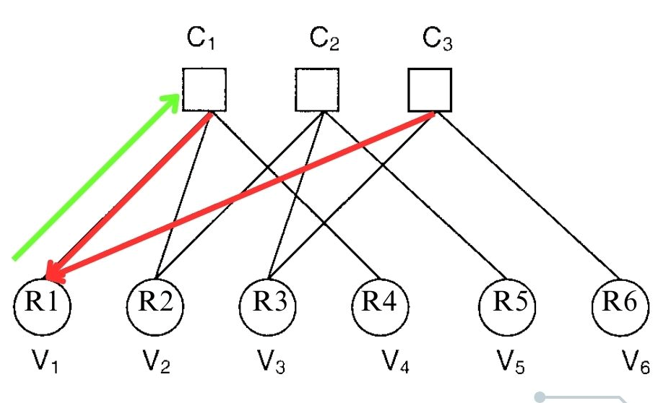 C₁ C₂ C₃
R1 R2 R3 R4 R5 R6
V₁ V₂ V₃ V₄ V₅ V₆